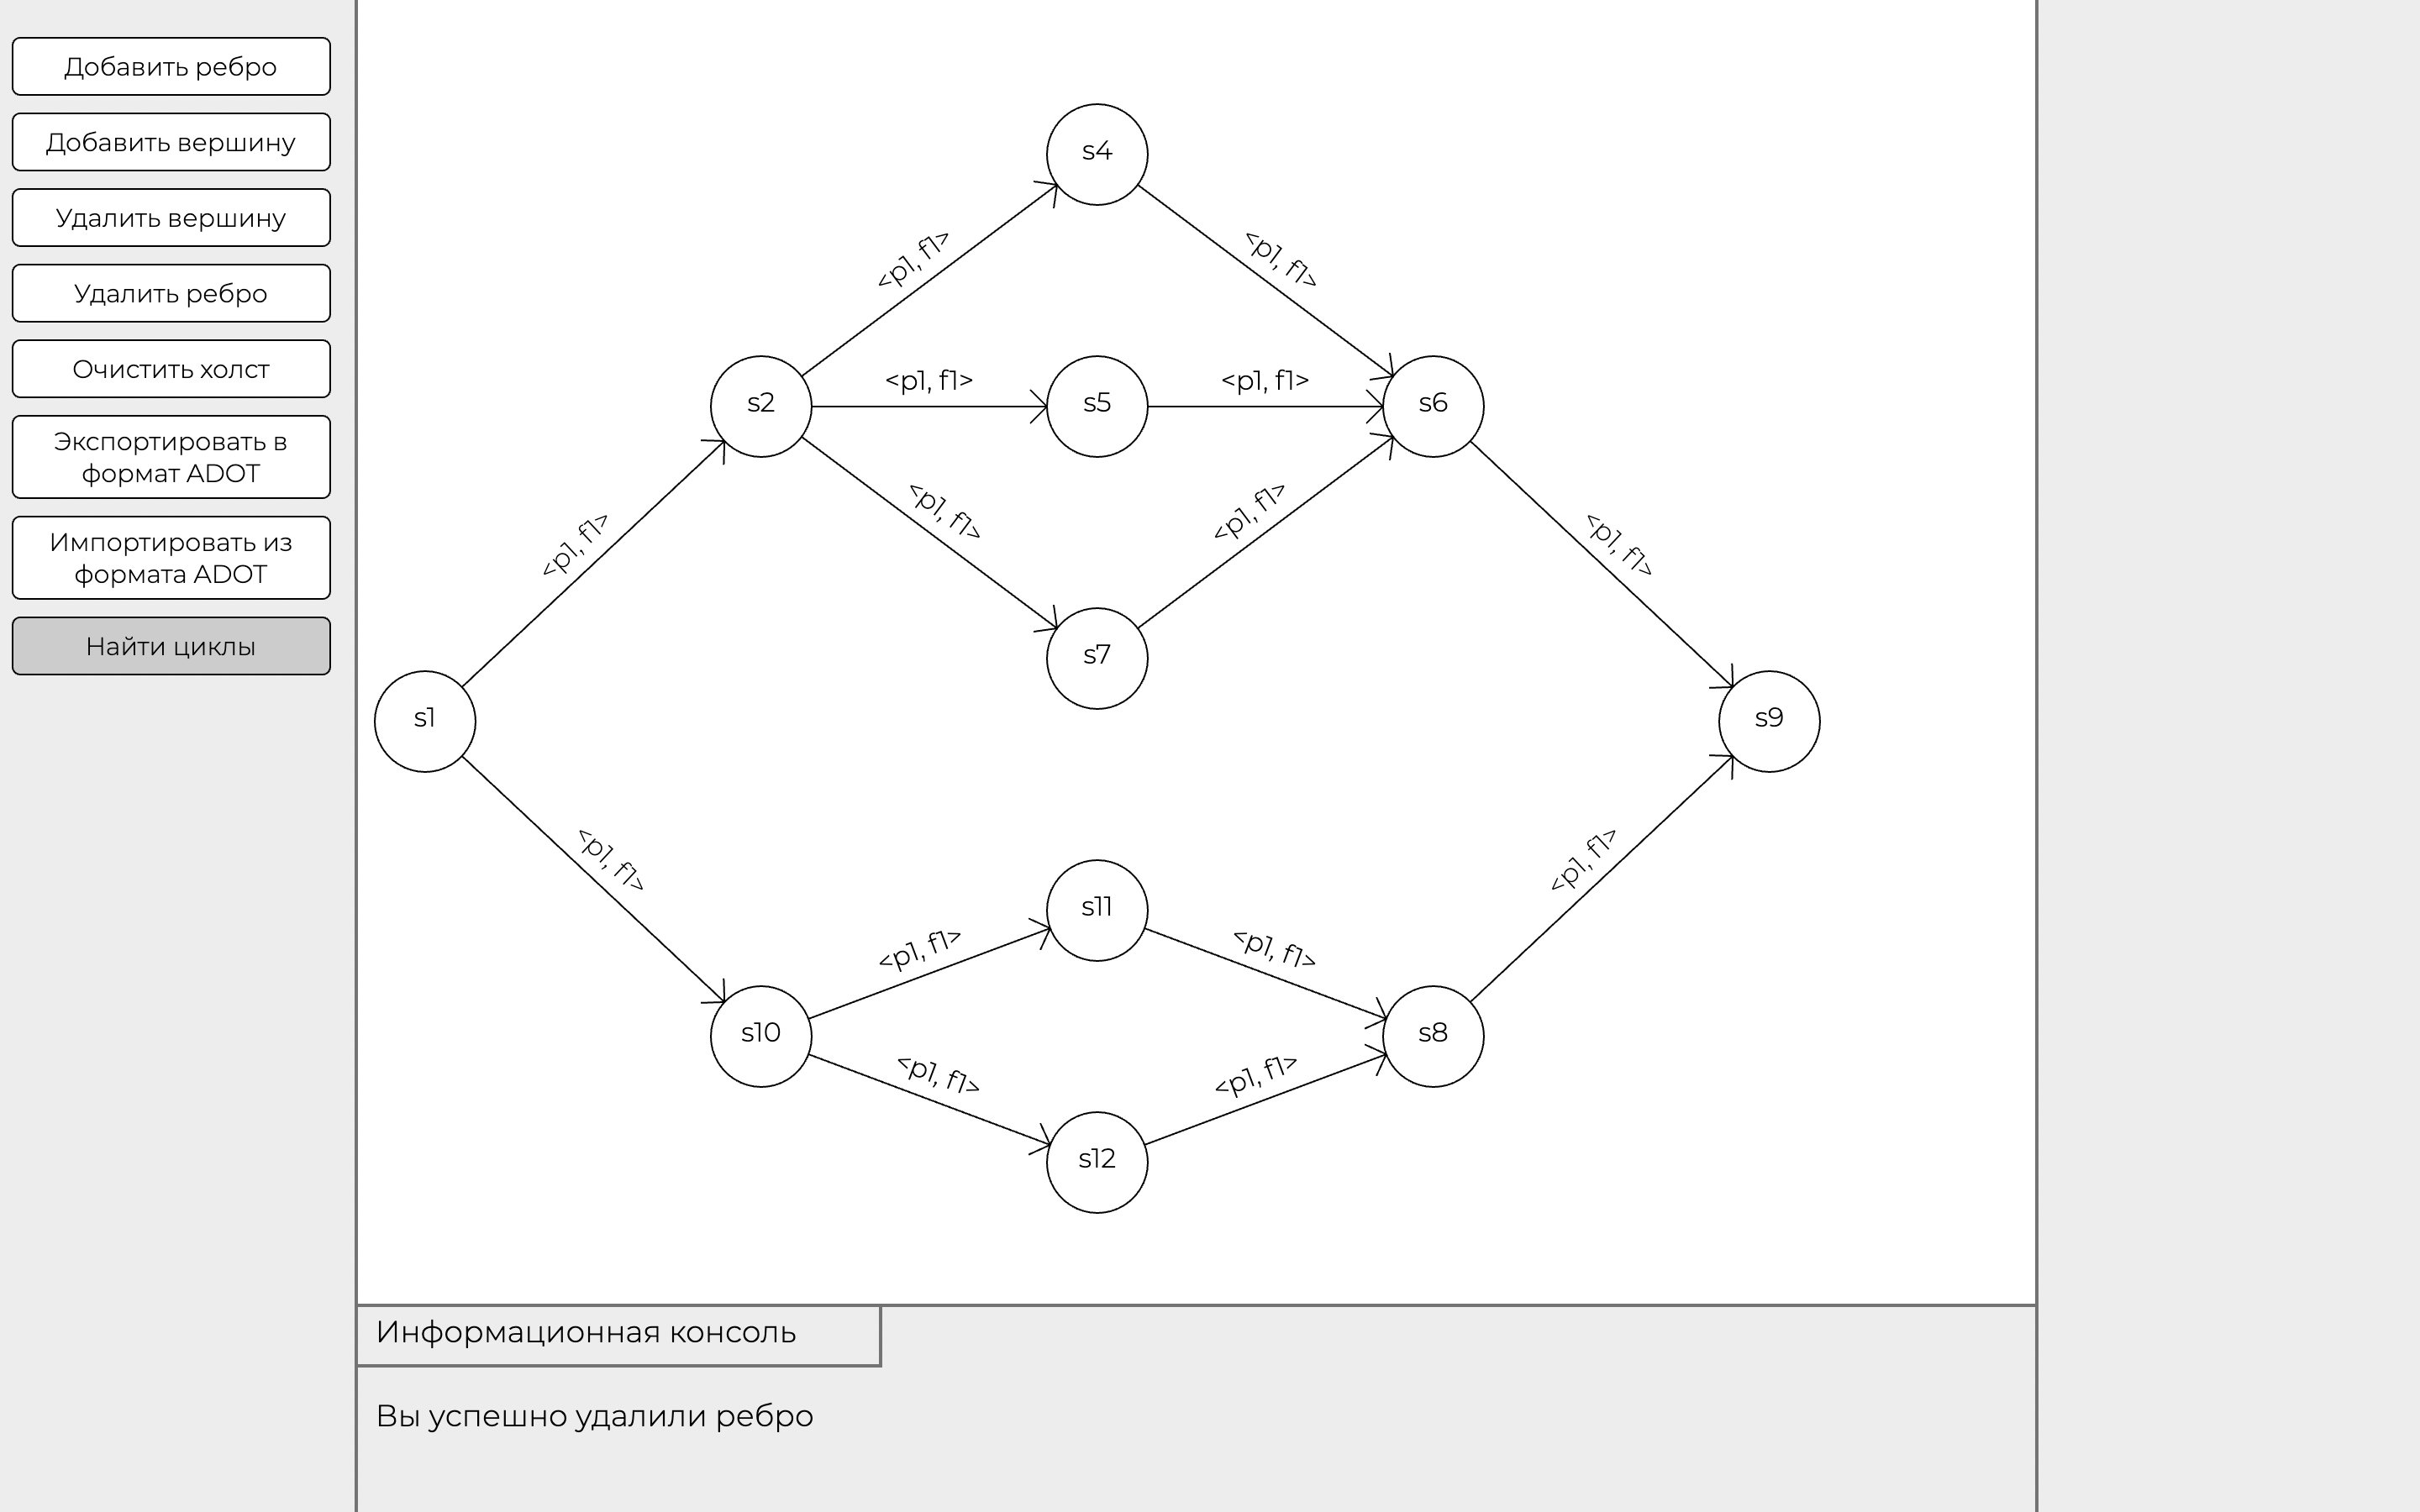 Добавить ребро
Добавить вершину
Удалить вершину
Удалить ребро
Очистить холст
Экспортировать в
формат ADOT
Импортировать из
формата ADOT
Найти циклы
s4
<p1, f1>
<p1, f1>
s2
<p1, f1>
s5
<p1, f1>
s6
<p1, f1>
<p1, f1>
<p1, f1>
<p1, f1>
s7
s1
s9
<p1, f1>
<p1, f1>
s11
<p1, f1>
<p1, f1>
s10
s8
<p1, f1>
<p1, f1>
s12
Информационная консоль
Вы успешно удалили ребро